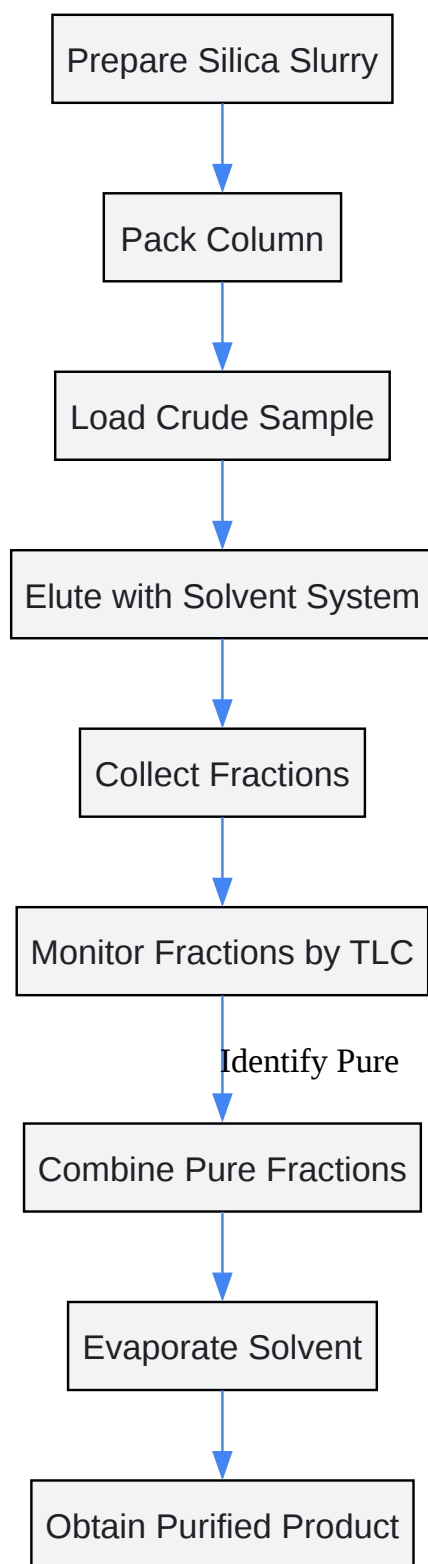 Prepare Silica Slurry
Pack Column
Load Crude Sample
Elute with Solvent System
Collect Fractions
Monitor Fractions by TLC
Identify Pure
Combine Pure Fractions
Evaporate Solvent
Obtain Purified Product